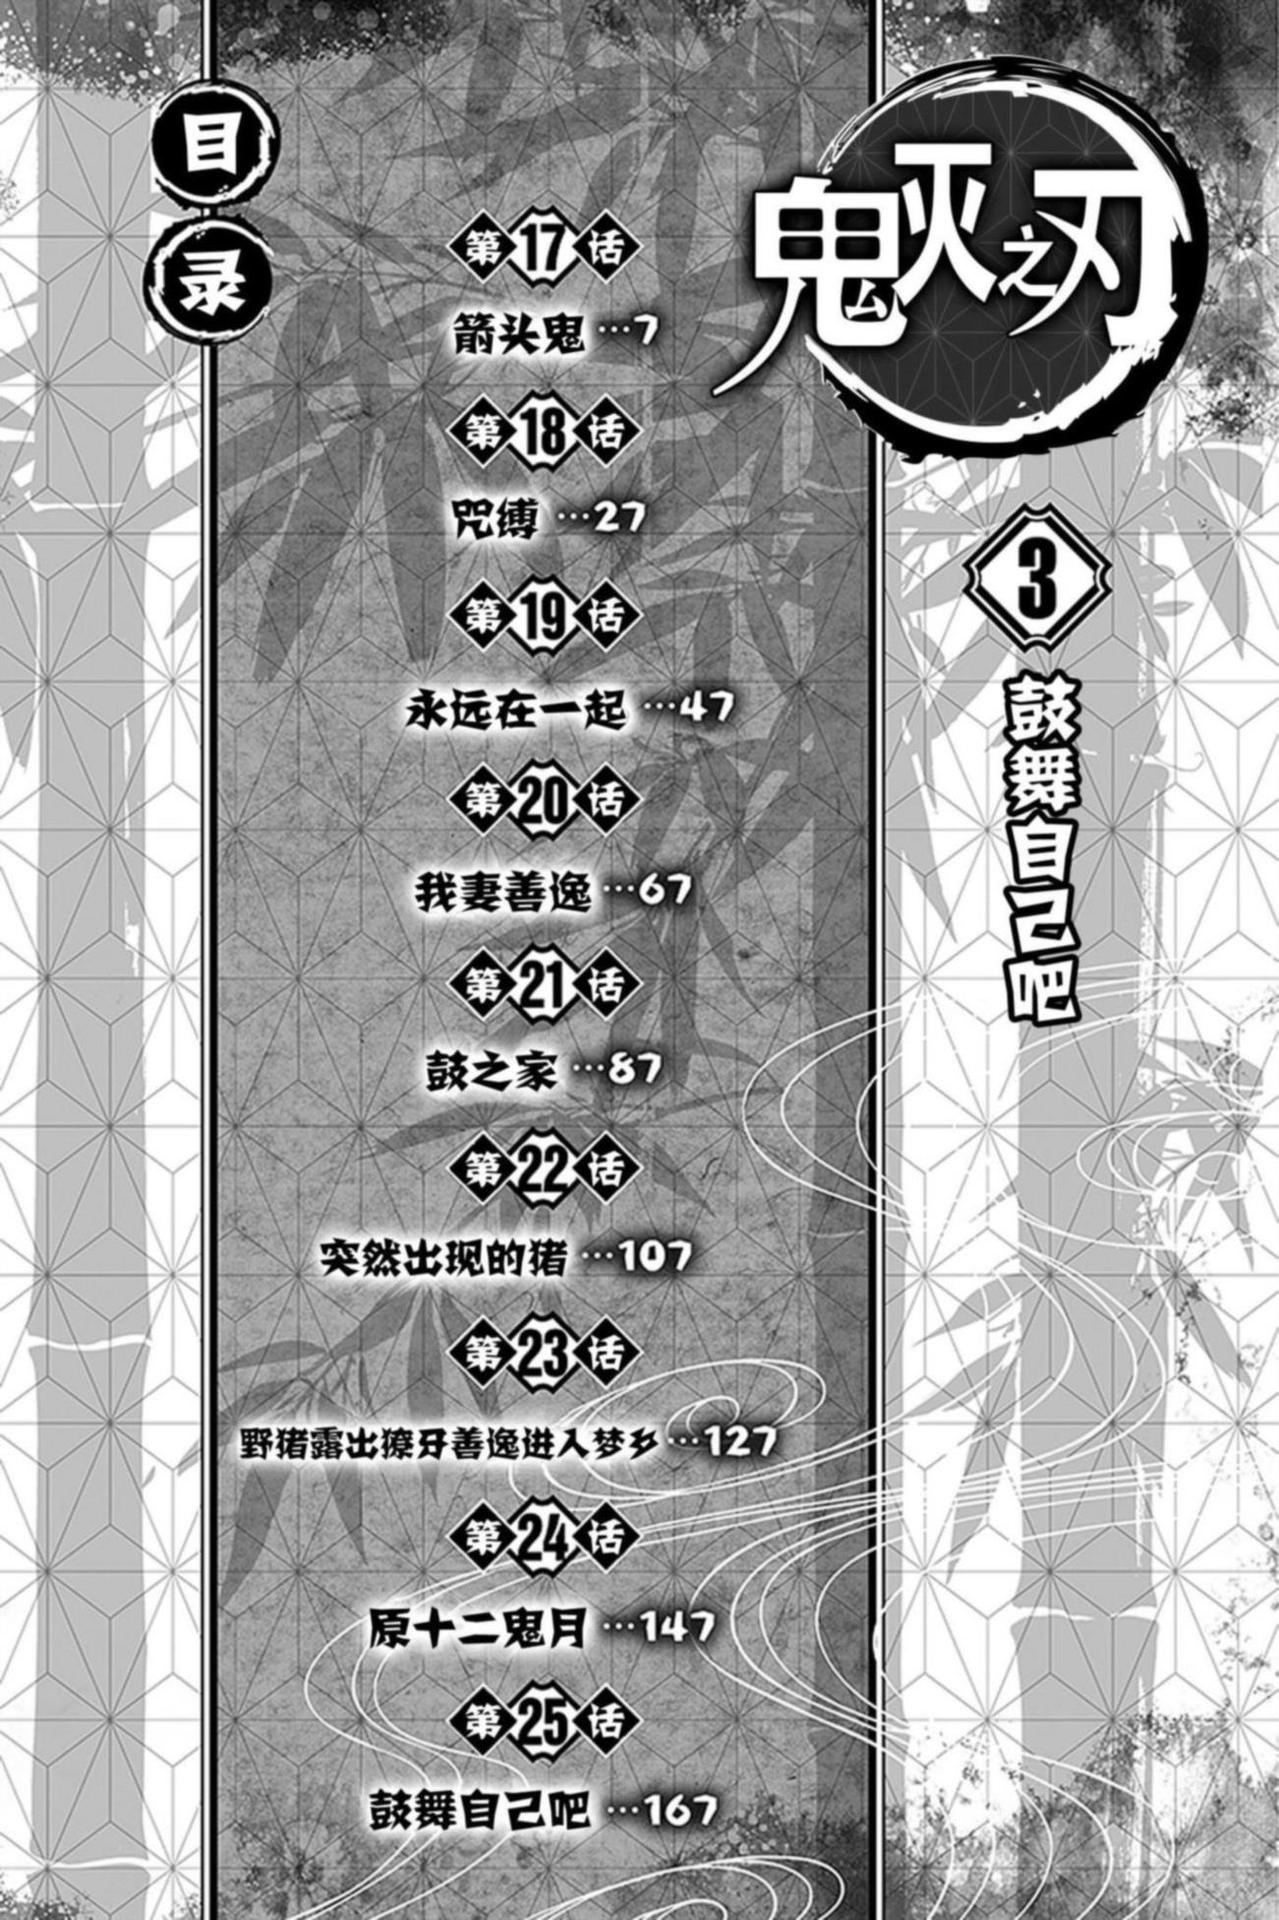 鬼灭之刃
3
鼓舞自己吧
目录
第17话
箭头鬼…7
第18话
咒缚…27
第19话
永远在一起…47
第20话
我妻善逸…67
第21话
鼓之家…87
第22话
突然出现的猪…107
第23话
野猪露出獠牙善逸进入梦乡…127
第24话
原十二鬼月…147
第25话
鼓舞自己吧…167